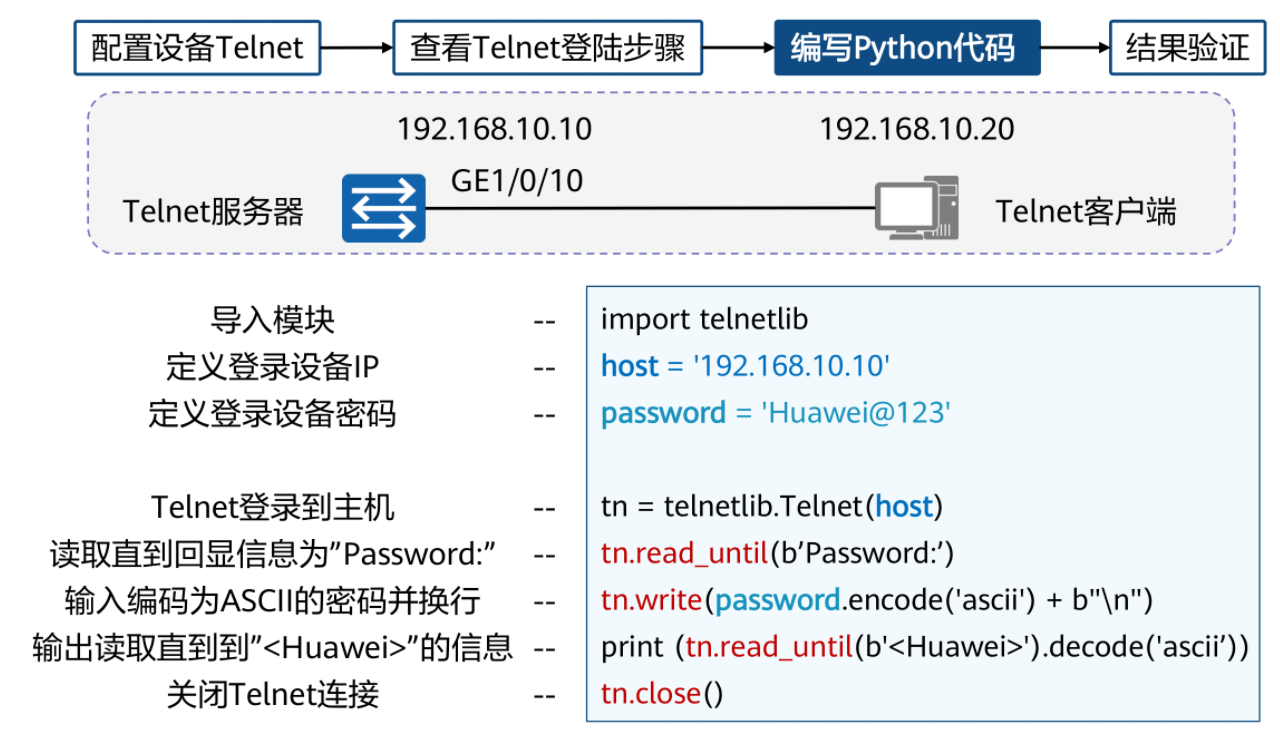 配置设备Telnet
查看Telnet登陆步骤
编写Python代码
结果验证
192.168.10.10
192.168.10.20
GE1/0/10
Telnet服务器
Telnet客户端
导入模块 -- import telnetlib
定义登录设备IP -- host = '192.168.10.10'
定义登录设备密码 -- password = 'Huawei@123'
Telnet登录到主机 -- tn = telnetlib.Telnet(host)
读取直到回显信息为”Password:” -- tn.read_until(b’Password:’)
输入编码为ASCII的密码并换行 -- tn.write(password.encode('ascii') + b"\n")
输出读取直到到”<Huawei>”的信息 -- print (tn.read_until(b'<Huawei>').decode('ascii’))
关闭Telnet连接 -- tn.close()